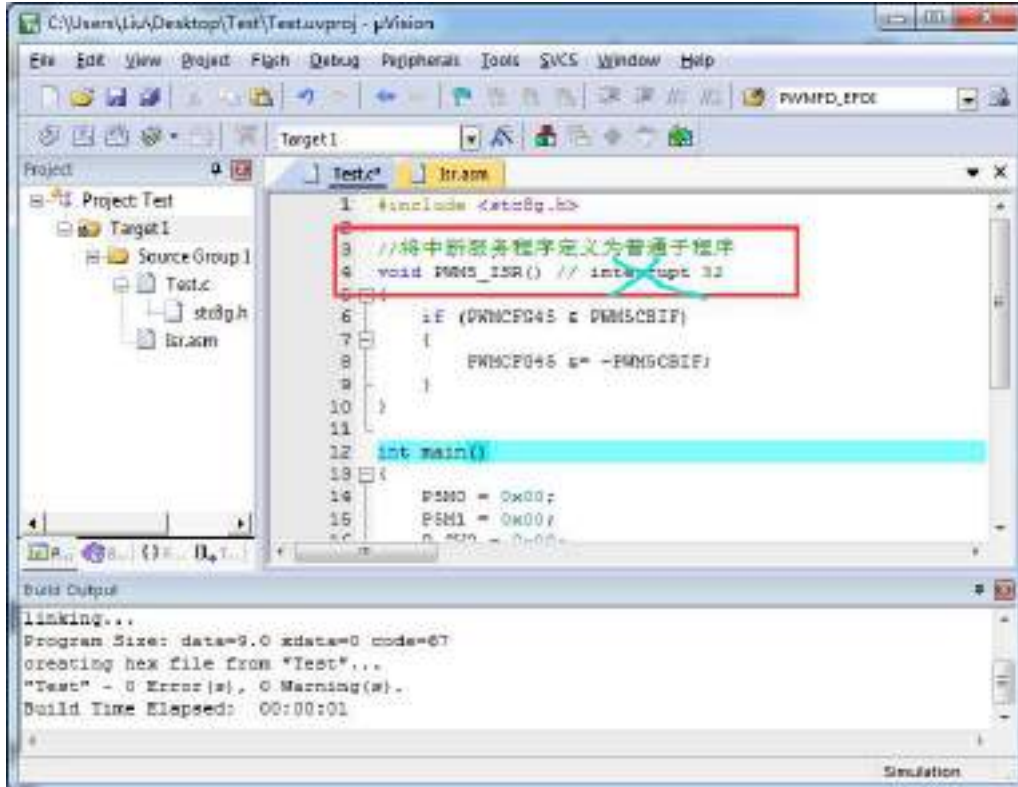 C:\Users\Liu\Desktop\Test\Test.uvproj - µVision
File Edit View Project Flash Debug Peripherals Tools SVCS Window Help
PWMFD_EFDI
Target 1
Project
Test.c* Isr.asm
Project: Test
Target 1
Source Group 1
Test.c
stc8g.h
Isr.asm
1 #include <stc8g.h>
2
3 //将中断服务程序定义为普通子程序
4 void PWM5_ISR() // interrupt 32
5 {
6 if (PWMCFG45 & PWM5CBIF)
7 {
8 PWMCFG45 &= ~PWM5CBIF;
9 }
10 }
11
12 int main()
13 {
14 P5M0 = 0x00;
15 P5M1 = 0x00;
Build Output
linking...
Program Size: data=9.0 xdata=0 code=67
creating hex file from "Test"...
"Test" - 0 Error(s), 0 Warning(s).
Build Time Elapsed: 00:00:01
Simulation